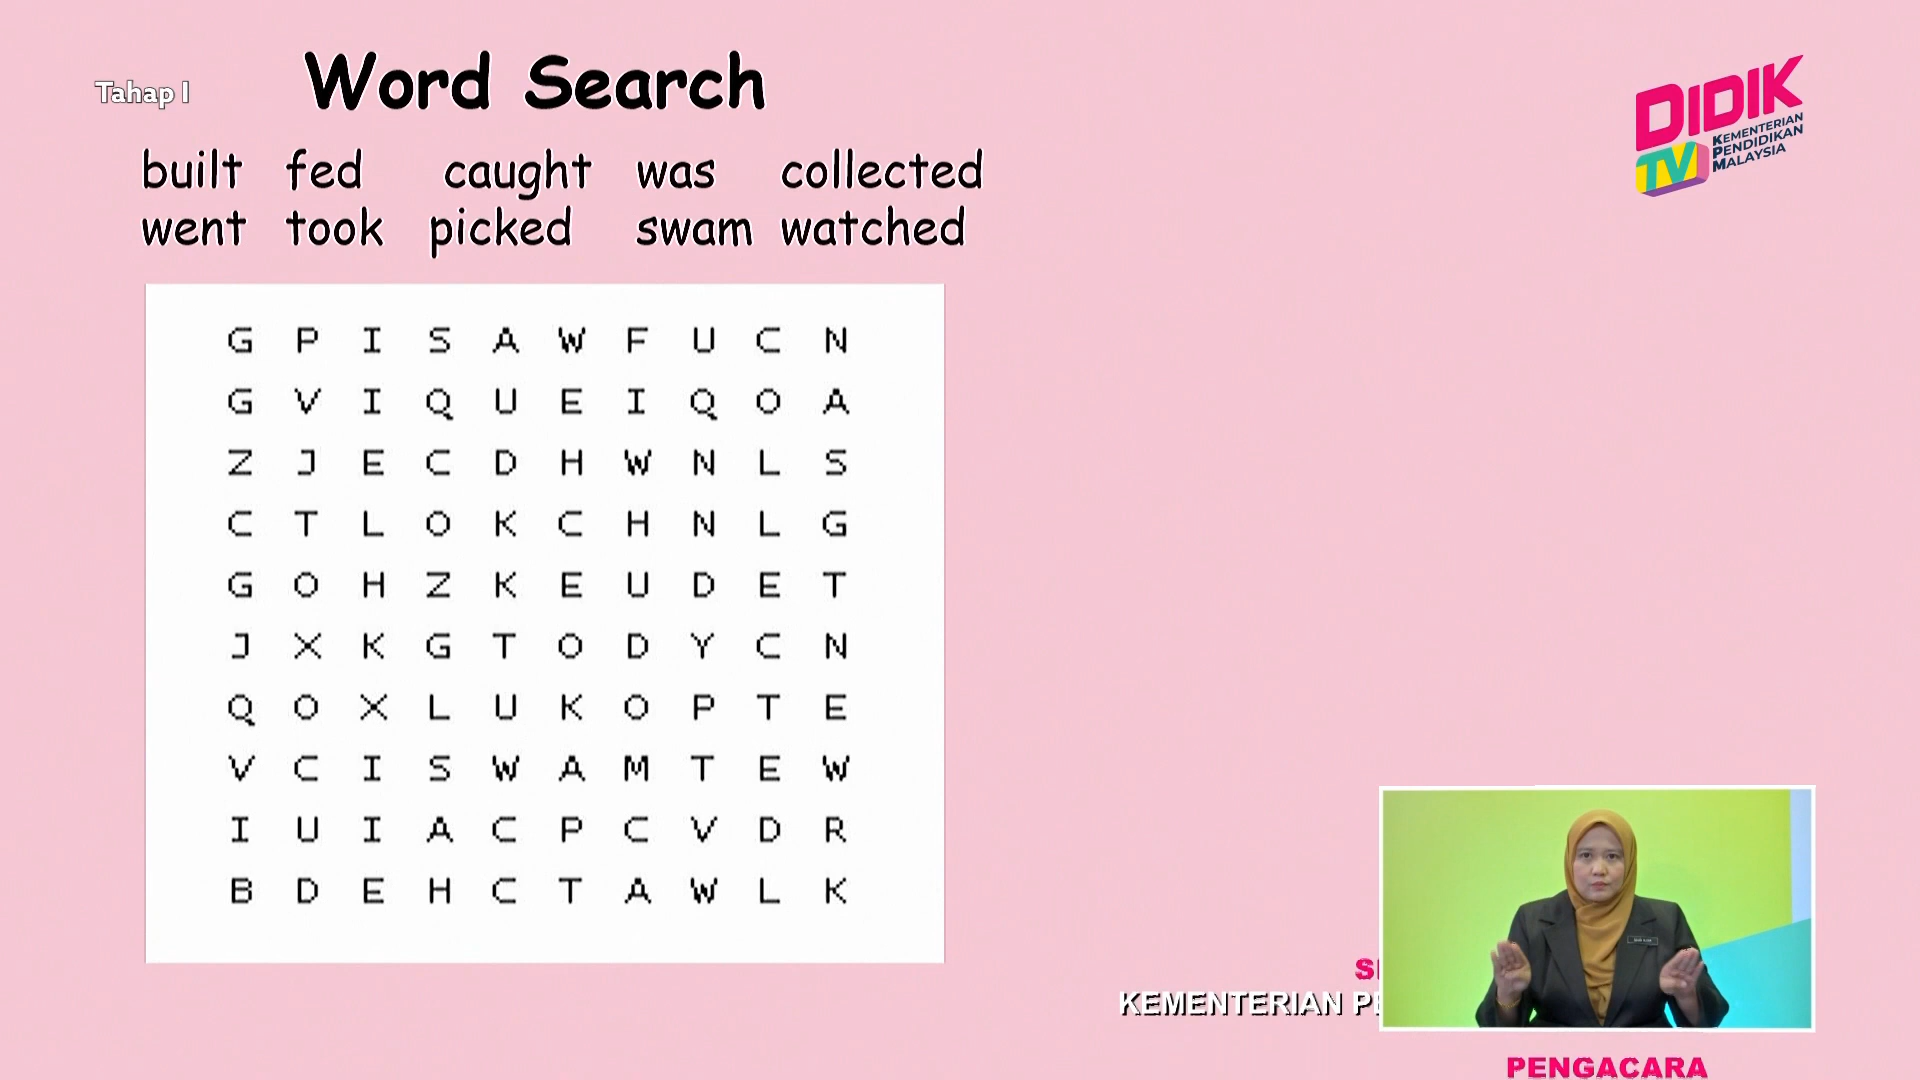 Tahap I
Word Search
built fed caught was collected
went took picked swam watched
G P I S A W F U C N
G V I Q U E I Q O A
Z J E C D H W N L S
C T L O K C H N L G
G O H Z K E U D E T
J X K G T O D Y C N
Q O X L U K O P T E
V C I S W A M T E W
I U I A C P C V D R
B D E H C T A W L K
DIDIK
TV
KEMENTERIAN
PENDIDIKAN
MALAYSIA
KEMENTERIAN
PENGACARA